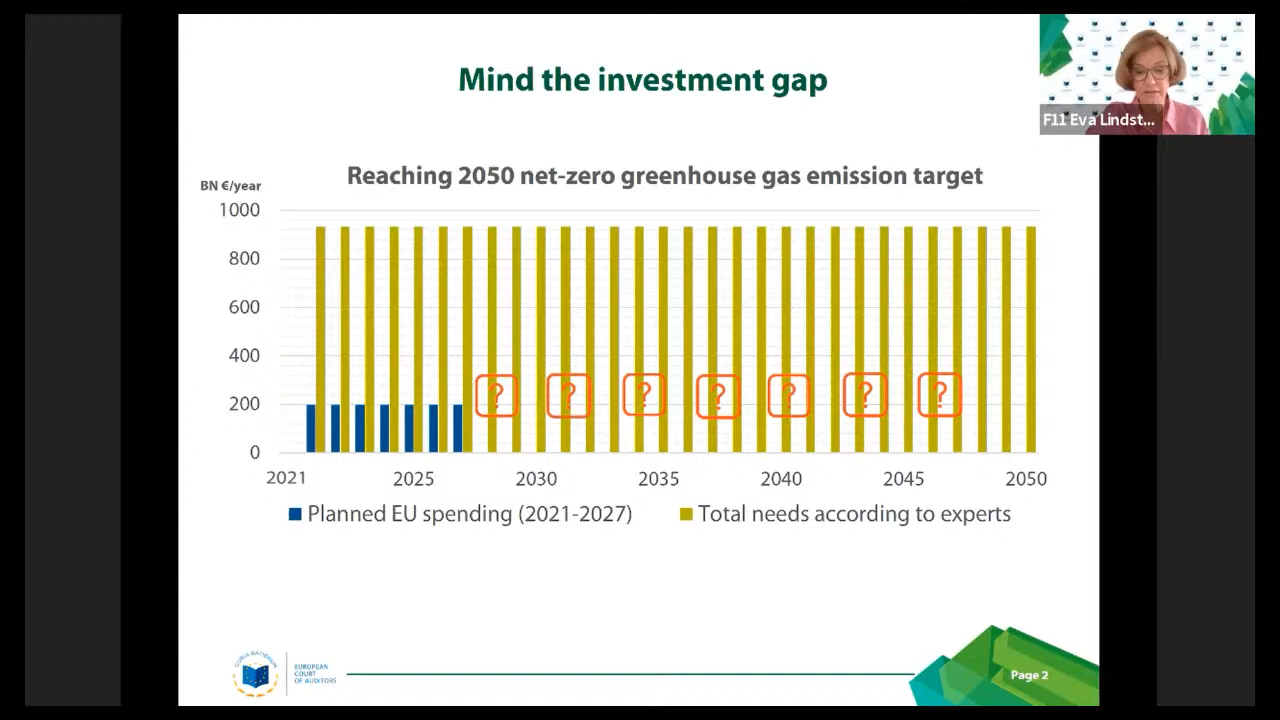 Mind the investment gap
F11 Eva Lindst...
Reaching 2050 net-zero greenhouse gas emission target
BN €/year
1000
800
600
400
200
0
? ? ? ? ? ? ?
2021 2025 2030 2035 2040 2045 2050
Planned EU spending (2021-2027) Total needs according to experts
CURIA RATIONUM
EUROPEAN
COURT
OF AUDITORS
Page 2